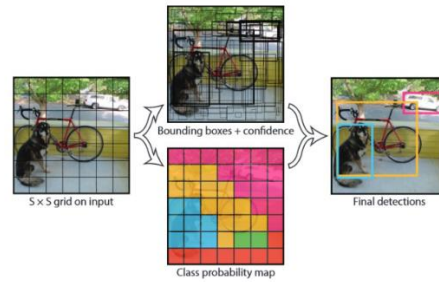 Bounding boxes + confidence
S × S grid on input
Final detections
Class probability map